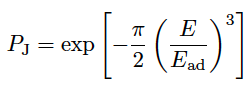 P_J = exp [ −π/2 (E/E_ad)^3 ]